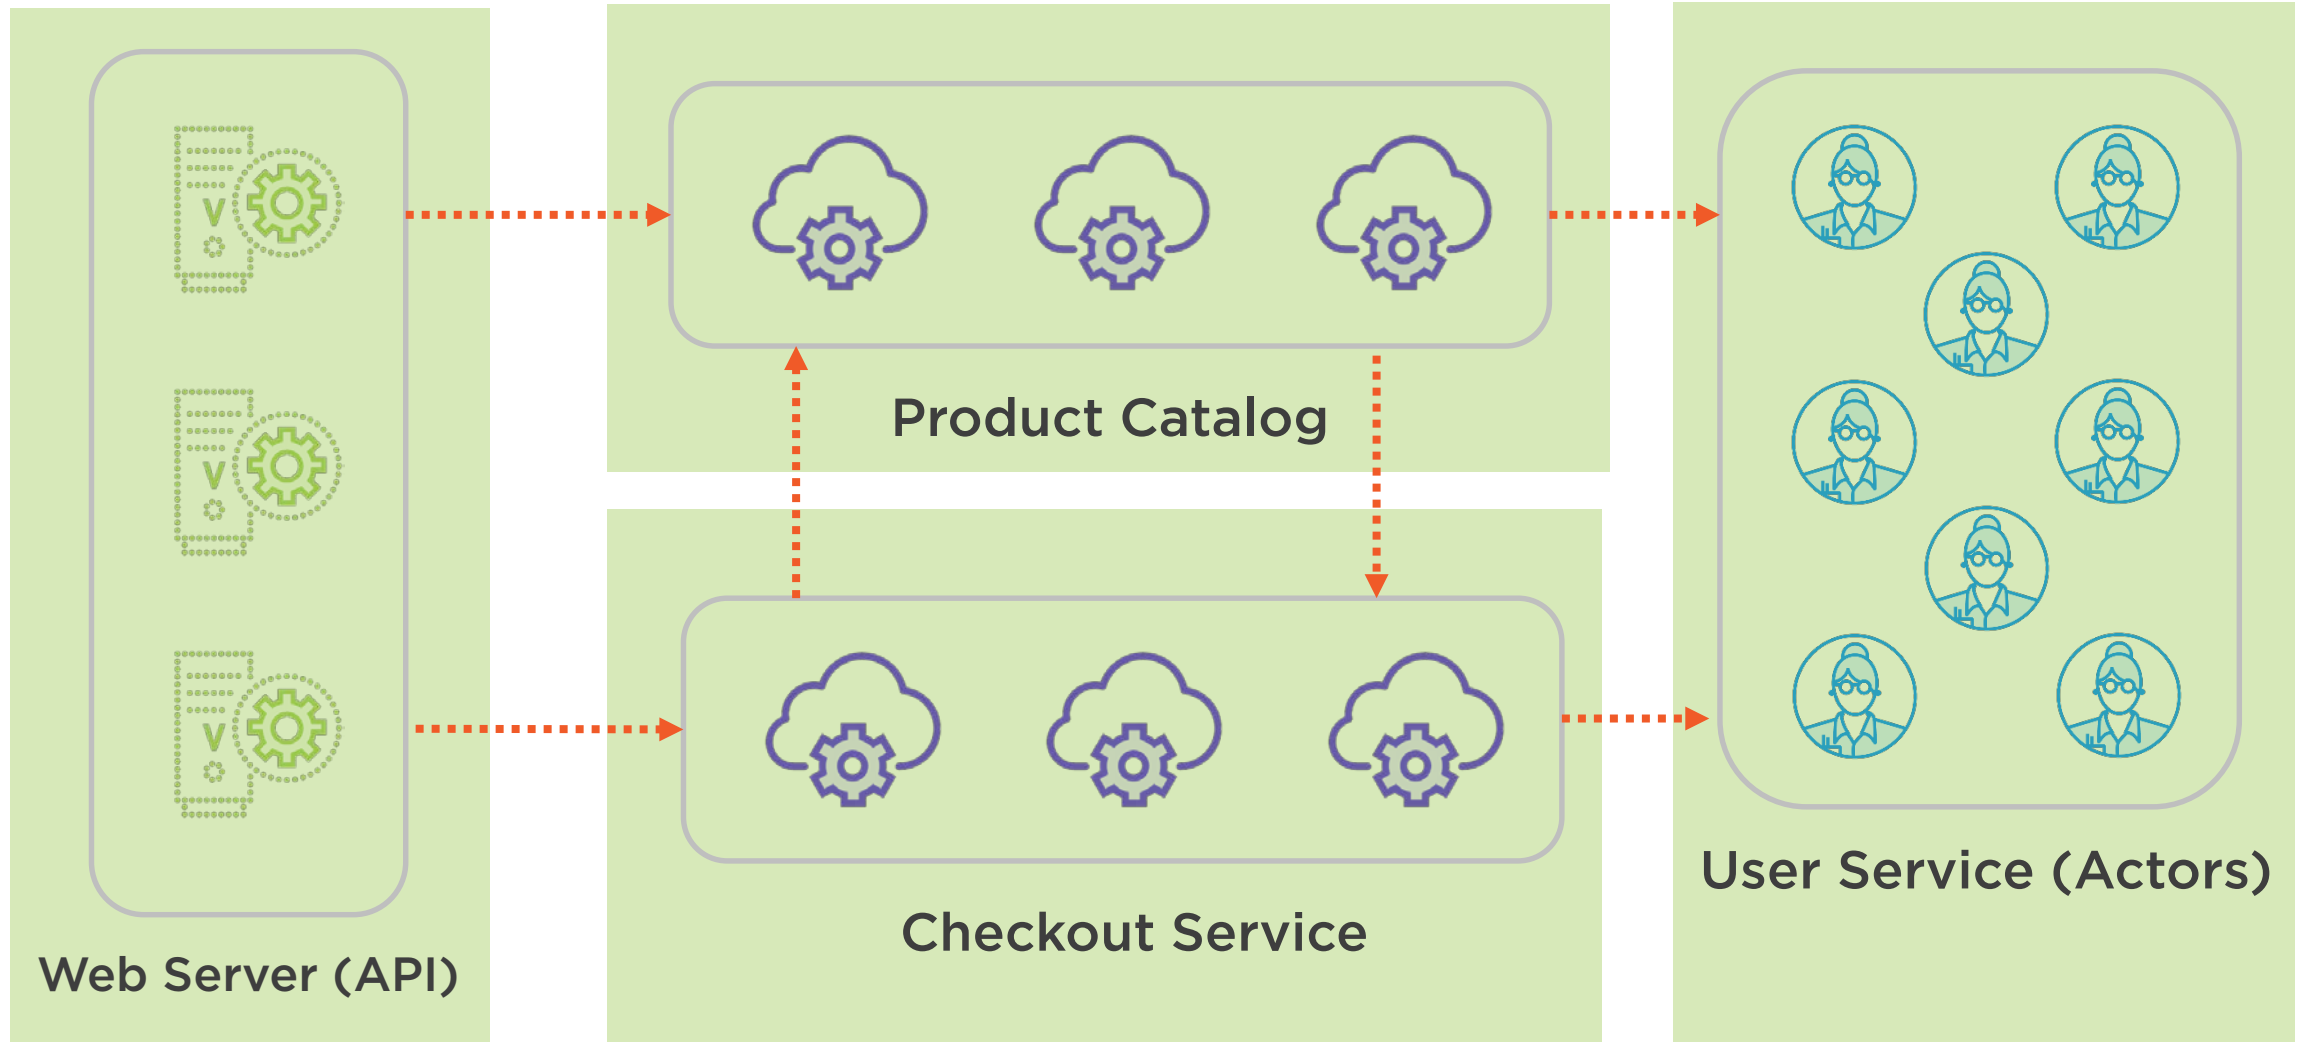 Product Catalog
User Service (Actors)
Checkout Service
Web Server (API)